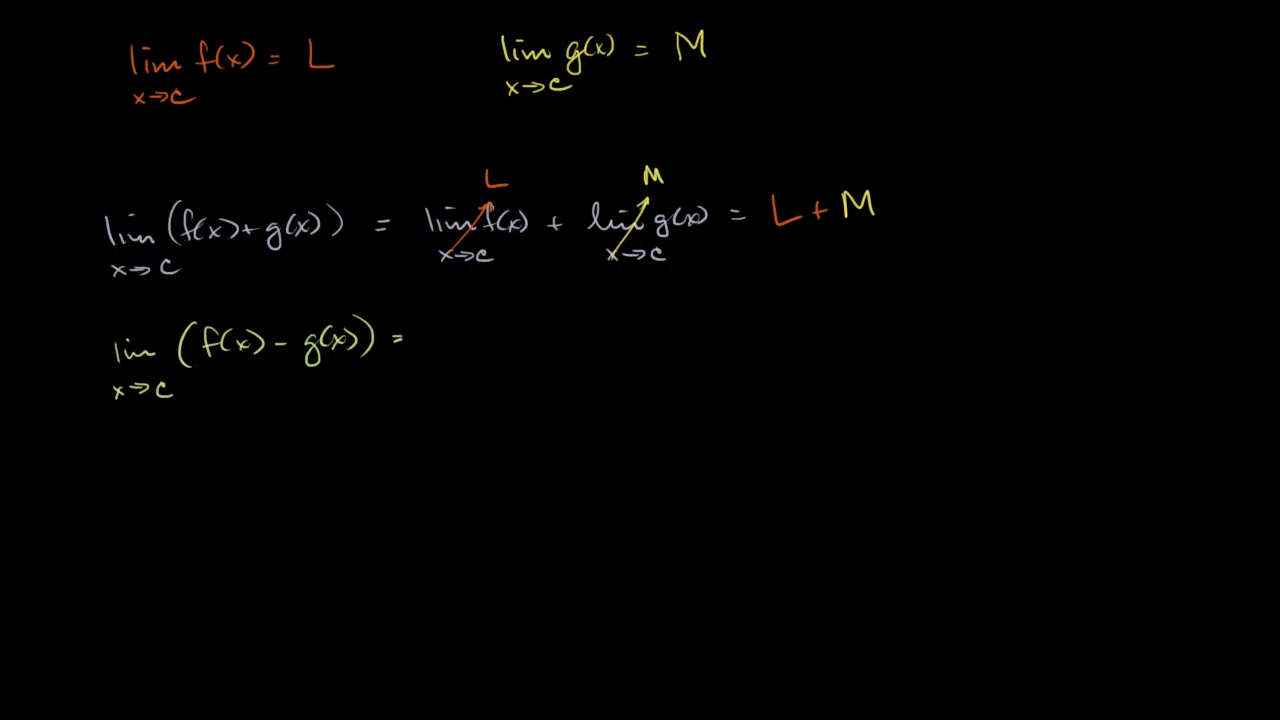 lim f(x) = L lim g(x) = M
x→c x→c
L M
lim (f(x)+g(x)) = lim f(x) + lim g(x) = L + M
x→c x→c x→c
lim (f(x) - g(x)) =
x→c